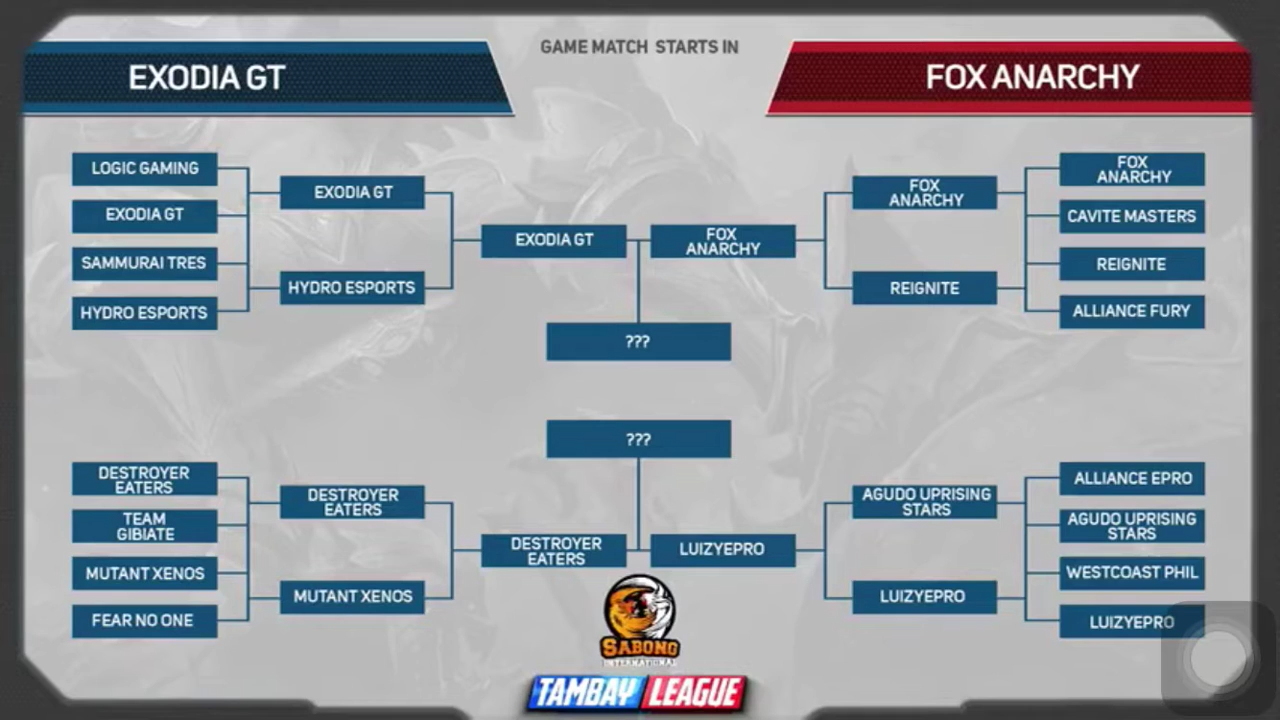 GAME MATCH STARTS IN
EXODIA GT
FOX ANARCHY
LOGIC GAMING
EXODIA GT
SAMMURAI TRES
HYDRO ESPORTS
EXODIA GT
HYDRO ESPORTS
EXODIA GT
FOX
ANARCHY
???
FOX
ANARCHY
REIGNITE
FOX
ANARCHY
CAVITE MASTERS
REIGNITE
ALLIANCE FURY
DESTROYER
EATERS
TEAM
GIBIATE
MUTANT XENOS
FEAR NO ONE
DESTROYER
EATERS
MUTANT XENOS
???
DESTROYER
EATERS
LUIZYEPRO
AGUDO UPRISING
STARS
LUIZYEPRO
ALLIANCE EPRO
AGUDO UPRISING
STARS
WESTCOAST PHIL
LUIZYEPRO
SABONG
INTERNATIONAL
TAMBAY LEAGUE